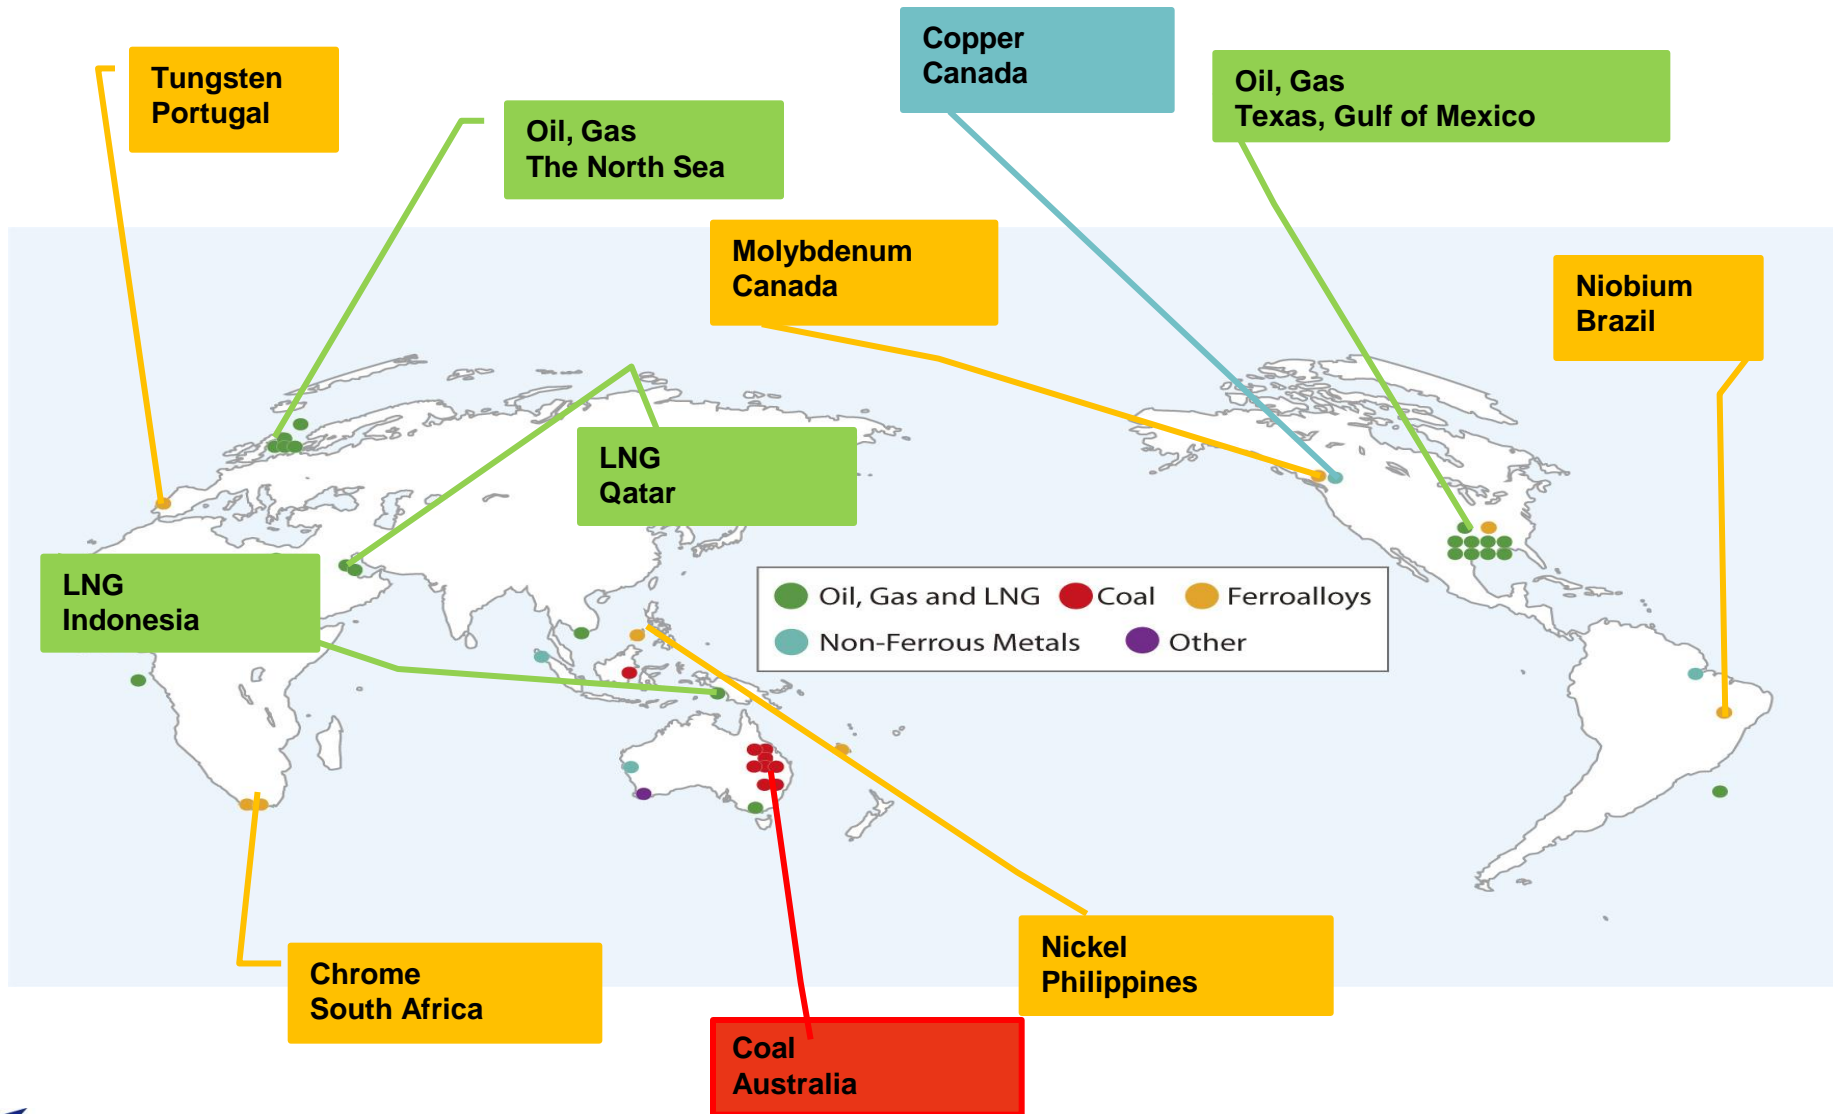 Tungsten
Portugal
Oil, Gas
The North Sea
Copper
Canada
Oil, Gas
Texas, Gulf of Mexico
Molybdenum
Canada
Niobium
Brazil
LNG
Qatar
LNG
Indonesia
Oil, Gas and LNG
Coal
Ferroalloys
Non-Ferrous Metals
Other
Chrome
South Africa
Nickel
Philippines
Coal
Australia